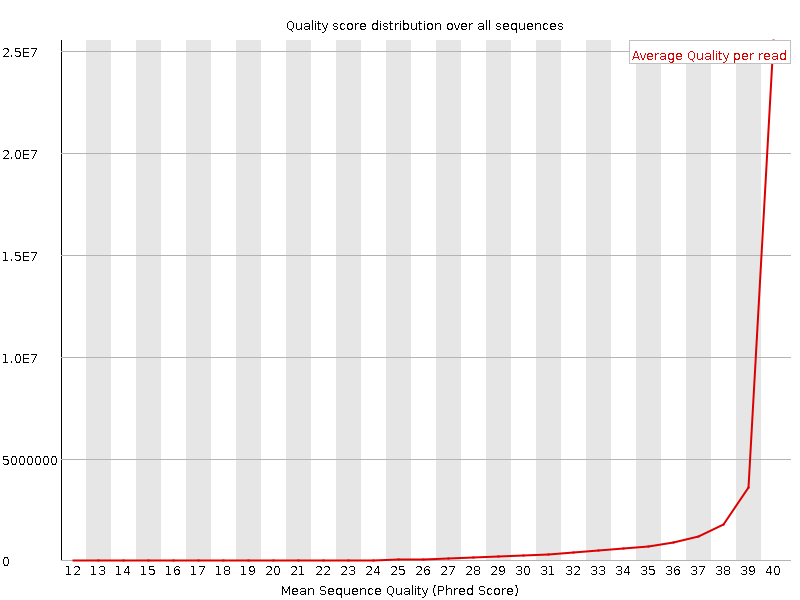 Quality score distribution over all sequences
Average Quality per read
2.5E7
2.0E7
1.5E7
1.0E7
5000000
0
12 13 14 15 16 17 18 19 20 21 22 23 24 25 26 27 28 29 30 31 32 33 34 35 36 37 38 39 40
Mean Sequence Quality (Phred Score)